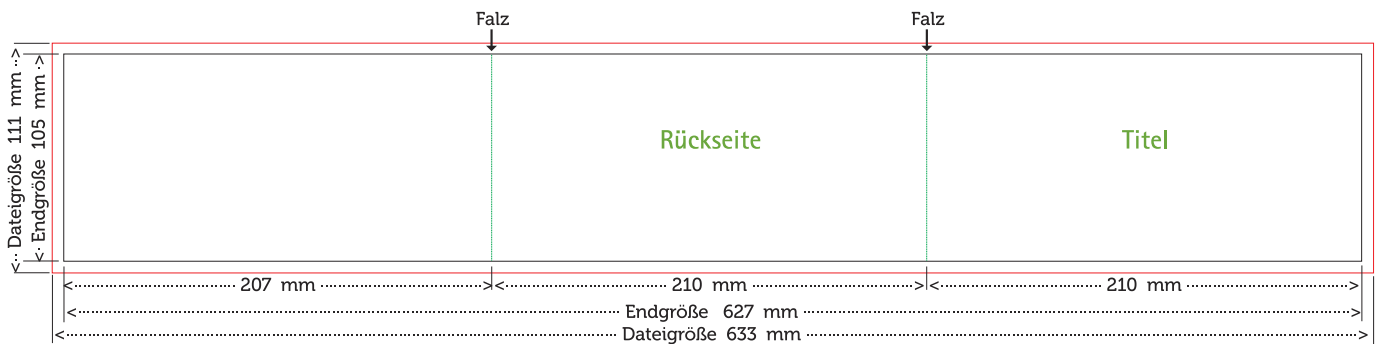 Falz
Falz
Dateigröße 111 mm
Endgröße 105 mm
Rückseite
Titel
207 mm
210 mm
210 mm
Endgröße 627 mm
Dateigröße 633 mm